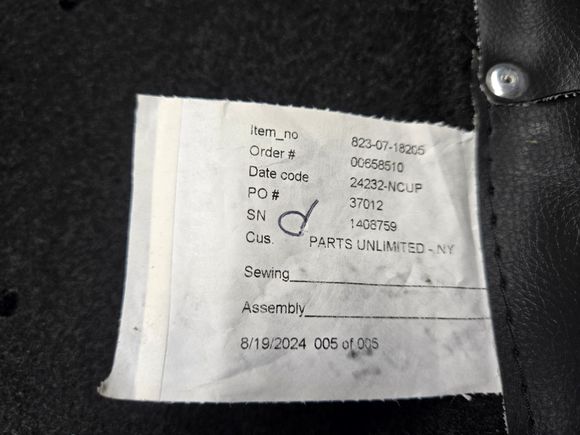 Item_no 823-07-18205
Order # 00658510
Date code 24232-NCUP
PO # 37012
SN d 1408759
Cus. PARTS UNLIMITED - NY
Sewing
Assembly
8/19/2024 005 of 005